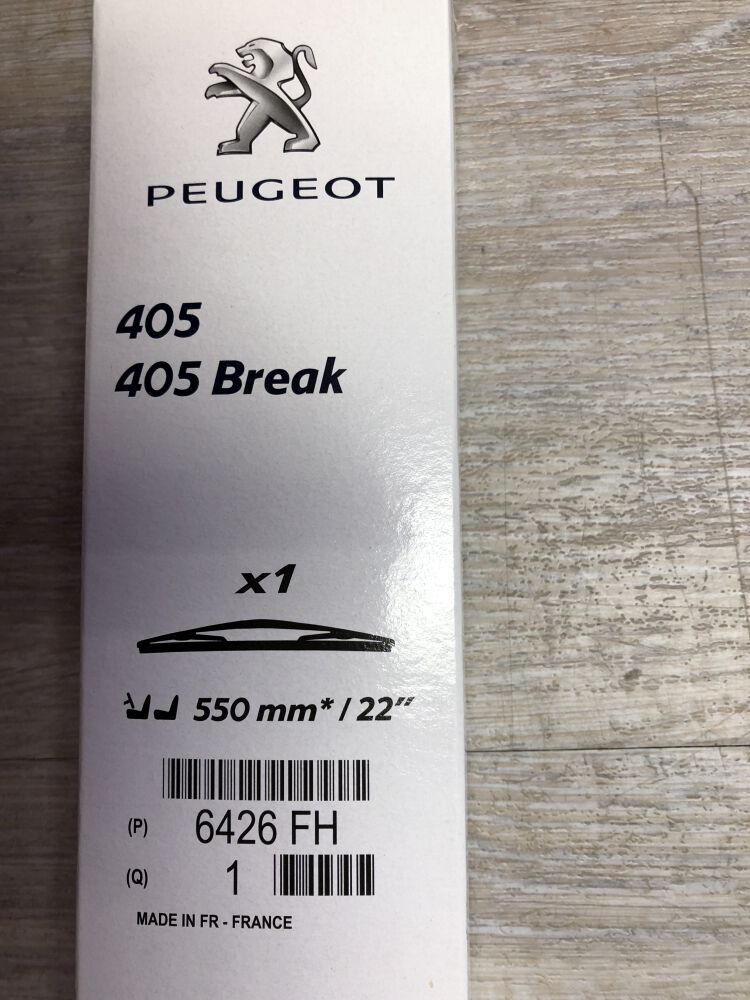 PEUGEOT
405
405 Break
x1
550 mm* / 22"
(P) 6426 FH
(Q) 1
MADE IN FR - FRANCE